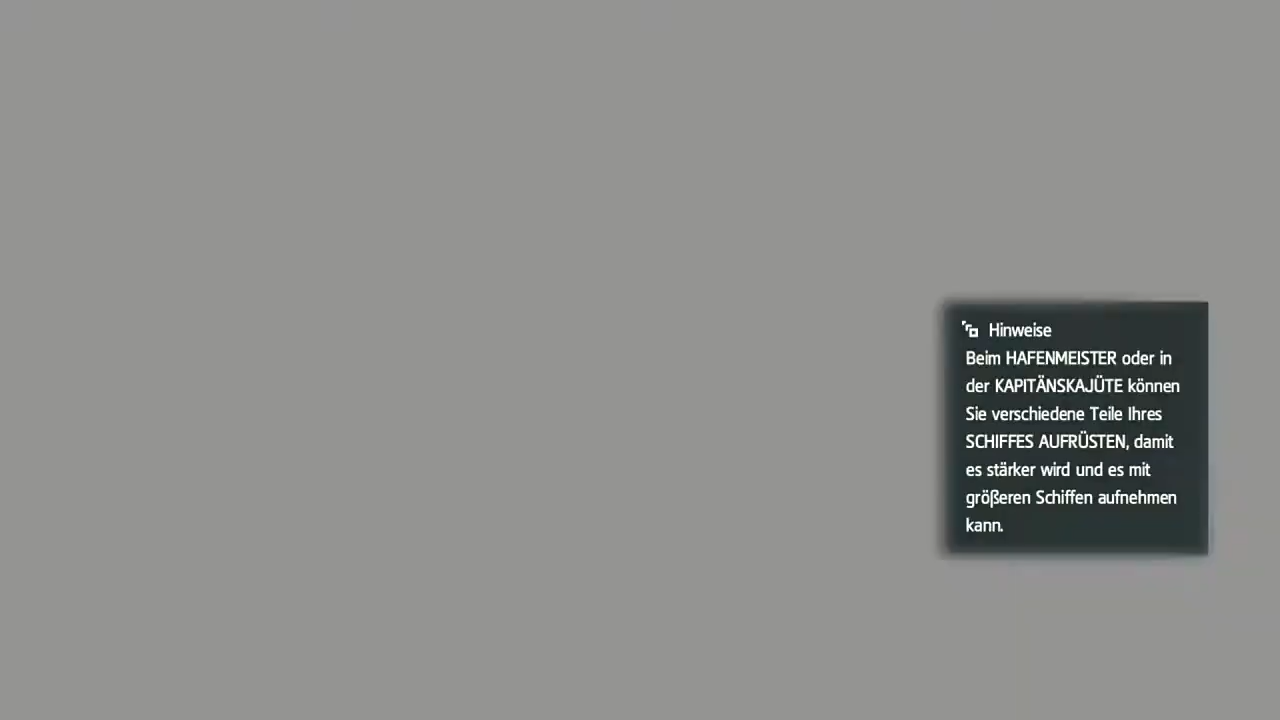 Hinweise
Beim HAFENMEISTER oder in
der KAPITÄNSKAJÜTE können
Sie verschiedene Teile Ihres
SCHIFFES AUFRÜSTEN, damit
es stärker wird und es mit
größeren Schiffen aufnehmen
kann.